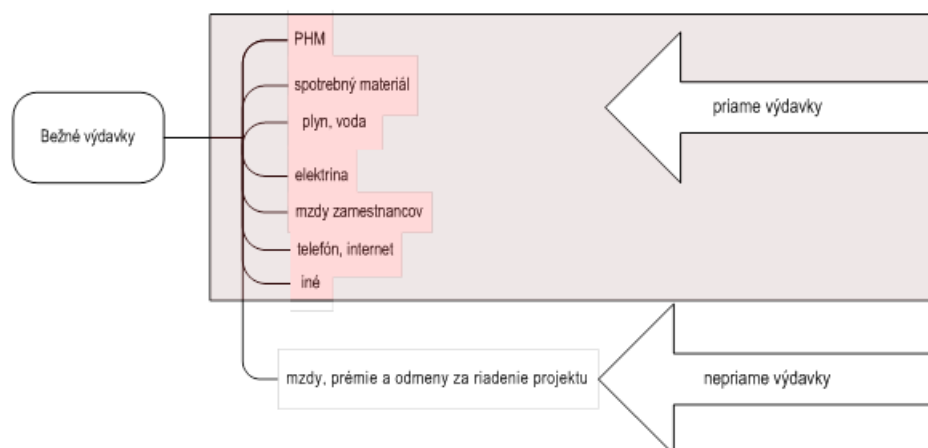 PHM
spotrebný materiál
plyn, voda
priame výdavky
Bežné výdavky
elektrina
mzdy zamestnancov
telefón, internet
iné
mzdy, prémie a odmeny za riadenie projektu
nepriame výdavky